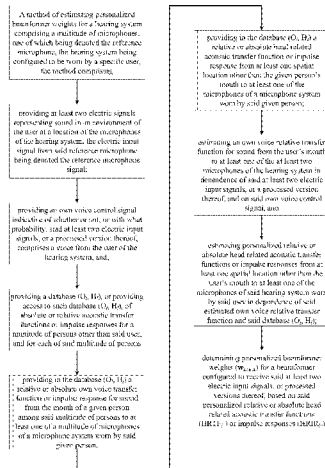 A method of estimating personalized
beamformer weights for a hearing system
comprising a multitude of microphones,
one of which being denoted the reference
microphone, the hearing system being
configured to be worn by a specific user,
the method comprising
providing at least two electric signals
representing sound in an environment of
the user at a location of the microphones
of the hearing system, the electric input
signal from said reference microphone
being denoted the reference microphone
signal;
providing an own voice control signal
indicative of whether or not, or with what
probability, said at least two electric input
signals, or a processed version thereof,
comprises a voice from the user of the
hearing system, and,
providing a database (Ol, Hl), or providing
access to such database (Ol, Hl), of
absolute or relative acoustic transfer
functions or impulse responses for a
multitude of persons other than said user,
and for each of said multitude of persons
providing in the database (Ol, Hl) a
relative or absolute own voice transfer
function or impulse response for sound
from the mouth of a given person
among said multitude of persons to at
least one of a multitude of microphones
of a microphone system worn by said
given person,
providing in the database (Ol, Hl) a
relative or absolute head related
acoustic transfer function or impulse
response from at least one spatial
location other than the given person's
mouth to at least one of the
microphones of a microphone system
worn by said given person;
estimating an own voice relative transfer
function for sound from the user's mouth
to at least one of the at least two
microphones of the hearing system in
dependence of said at least two electric
input signals, or a processed version
thereof, and on said own voice control
signal, and
estimating personalized relative or
absolute head related acoustic transfer
functions or impulse responses from at
least one spatial location other than the
user's mouth to at least one of the
microphones of said hearing system worn
by said user in dependence of said
estimated own voice relative transfer
function and said database (Ol, Hl);
determining personalized beamformer
weights for a beamformer
configured to receive said at least two
electric input signals, or processed
versions thereof, based on said
personalized relative or absolute head
related acoustic transfer functions
or impulse responses